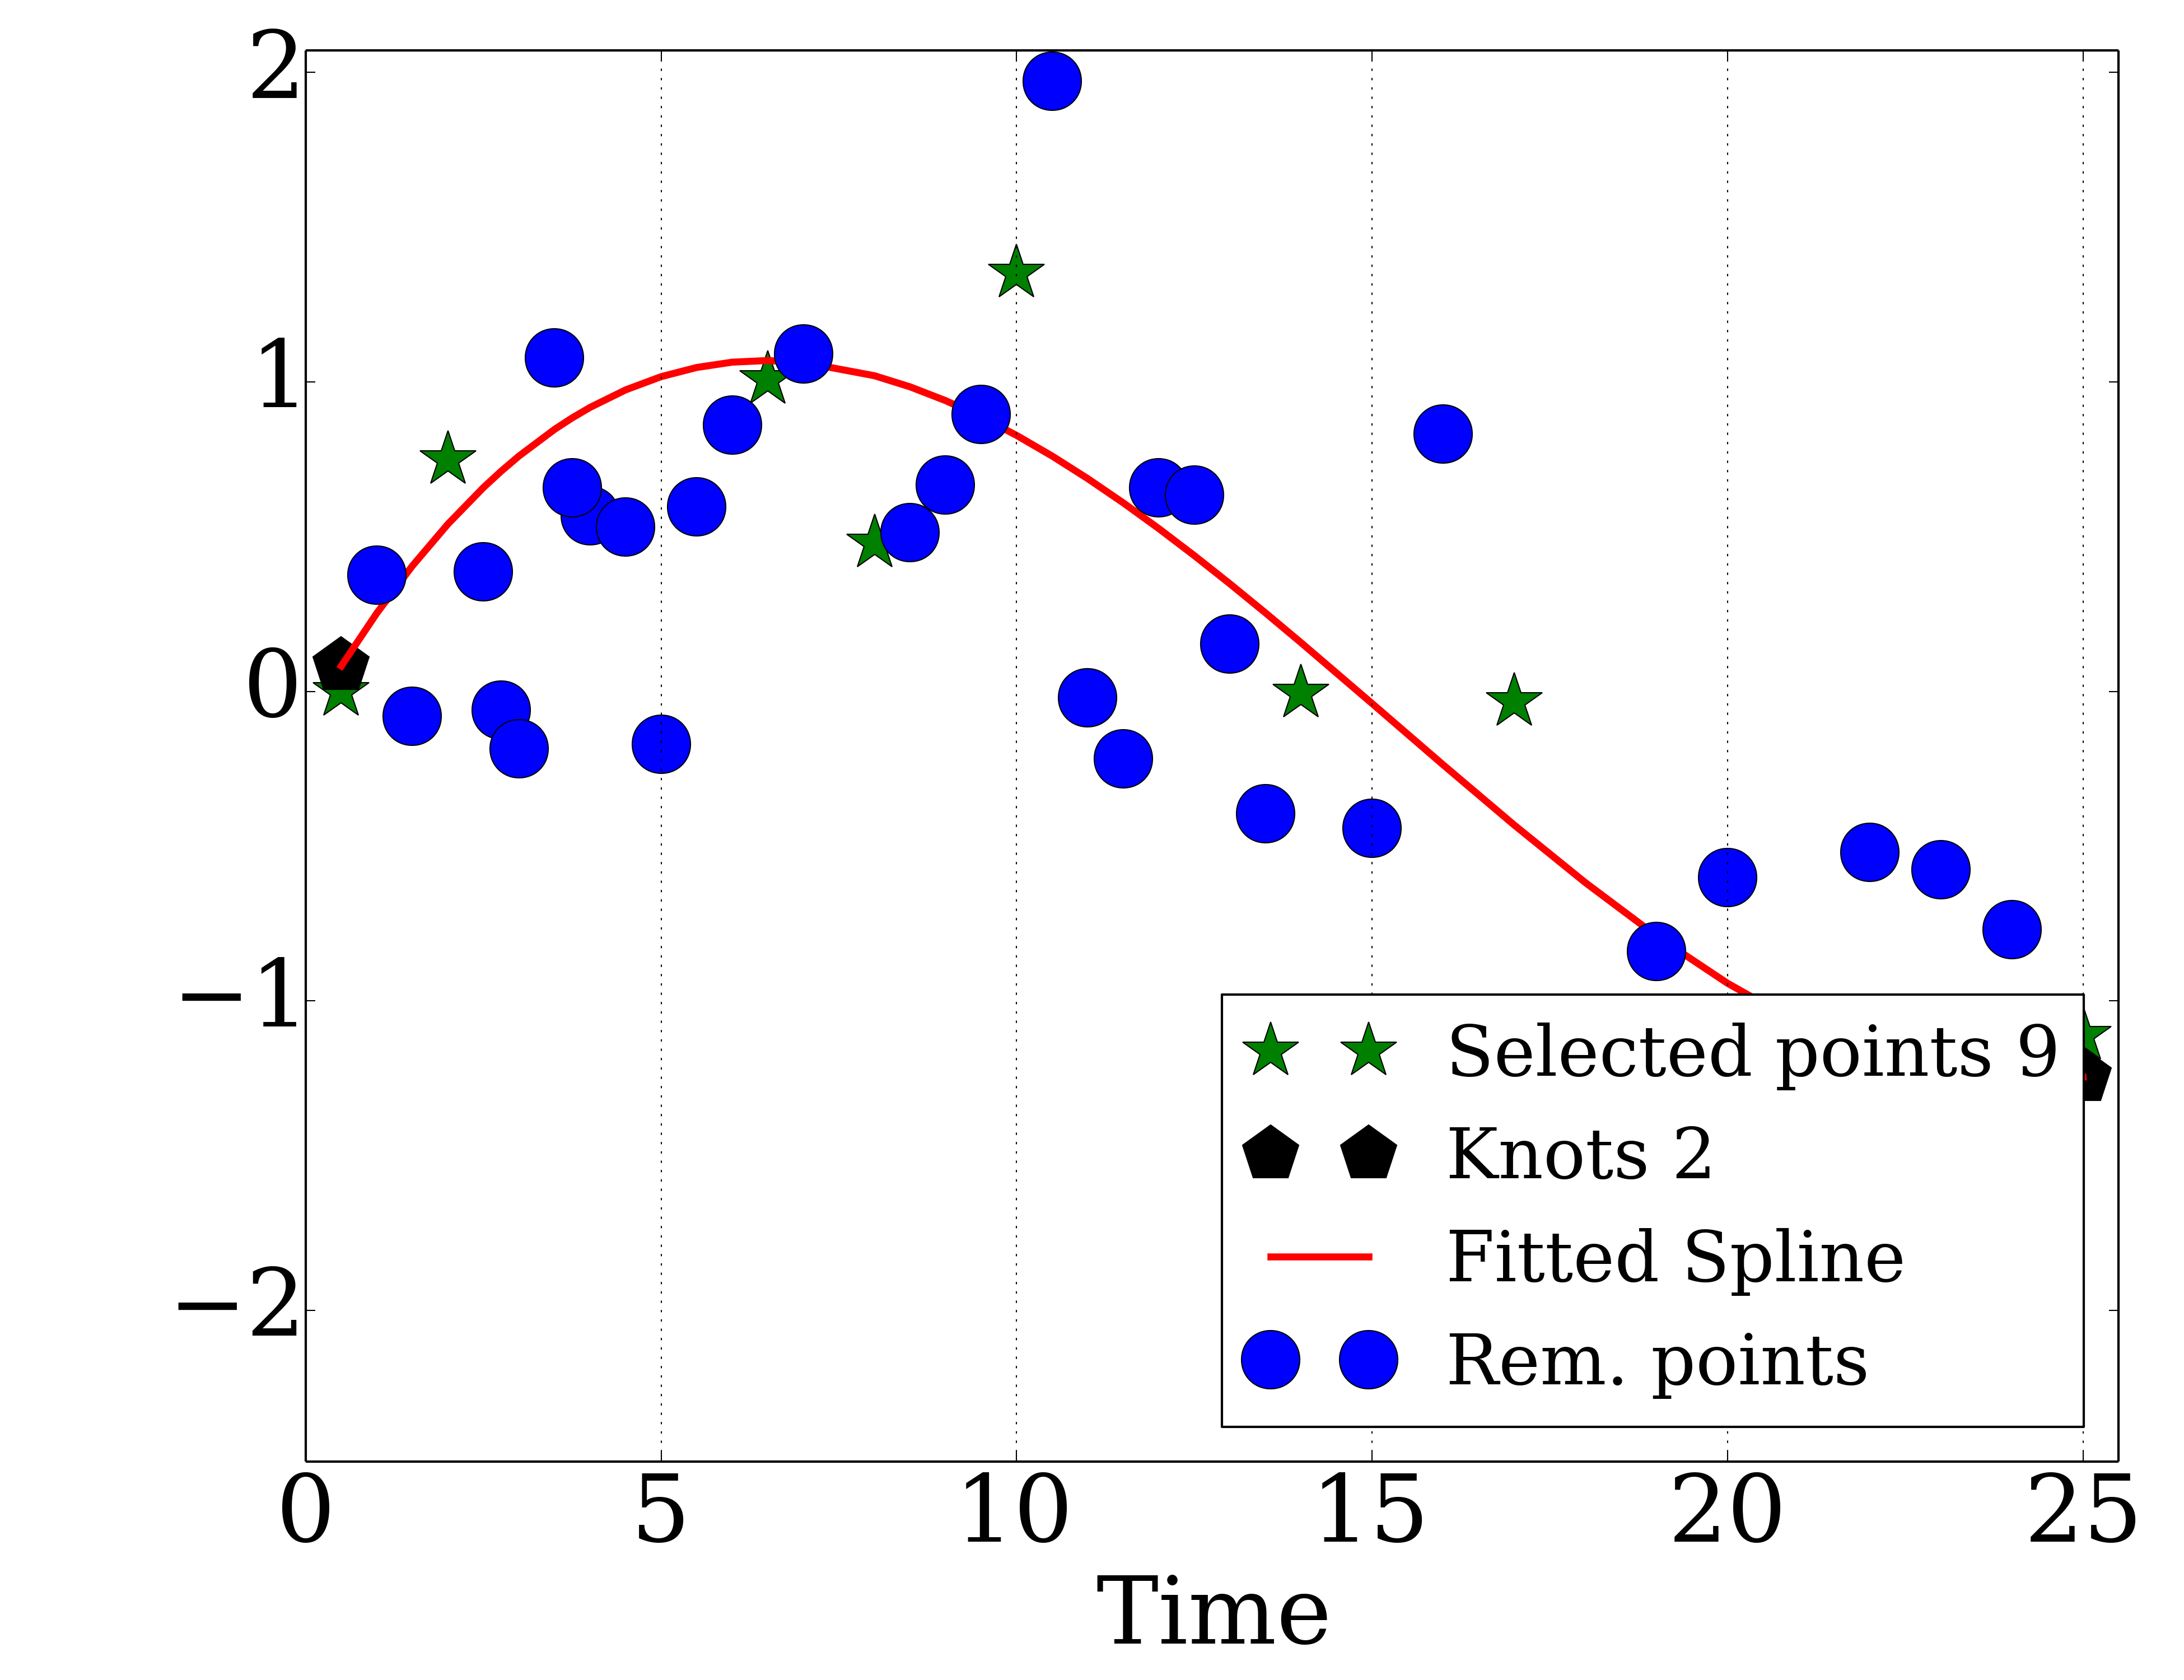 2
1
0
−1
−2
Selected points 9
Knots 2
Fitted Spline
Rem. points
0 5 10 15 20 25
Time